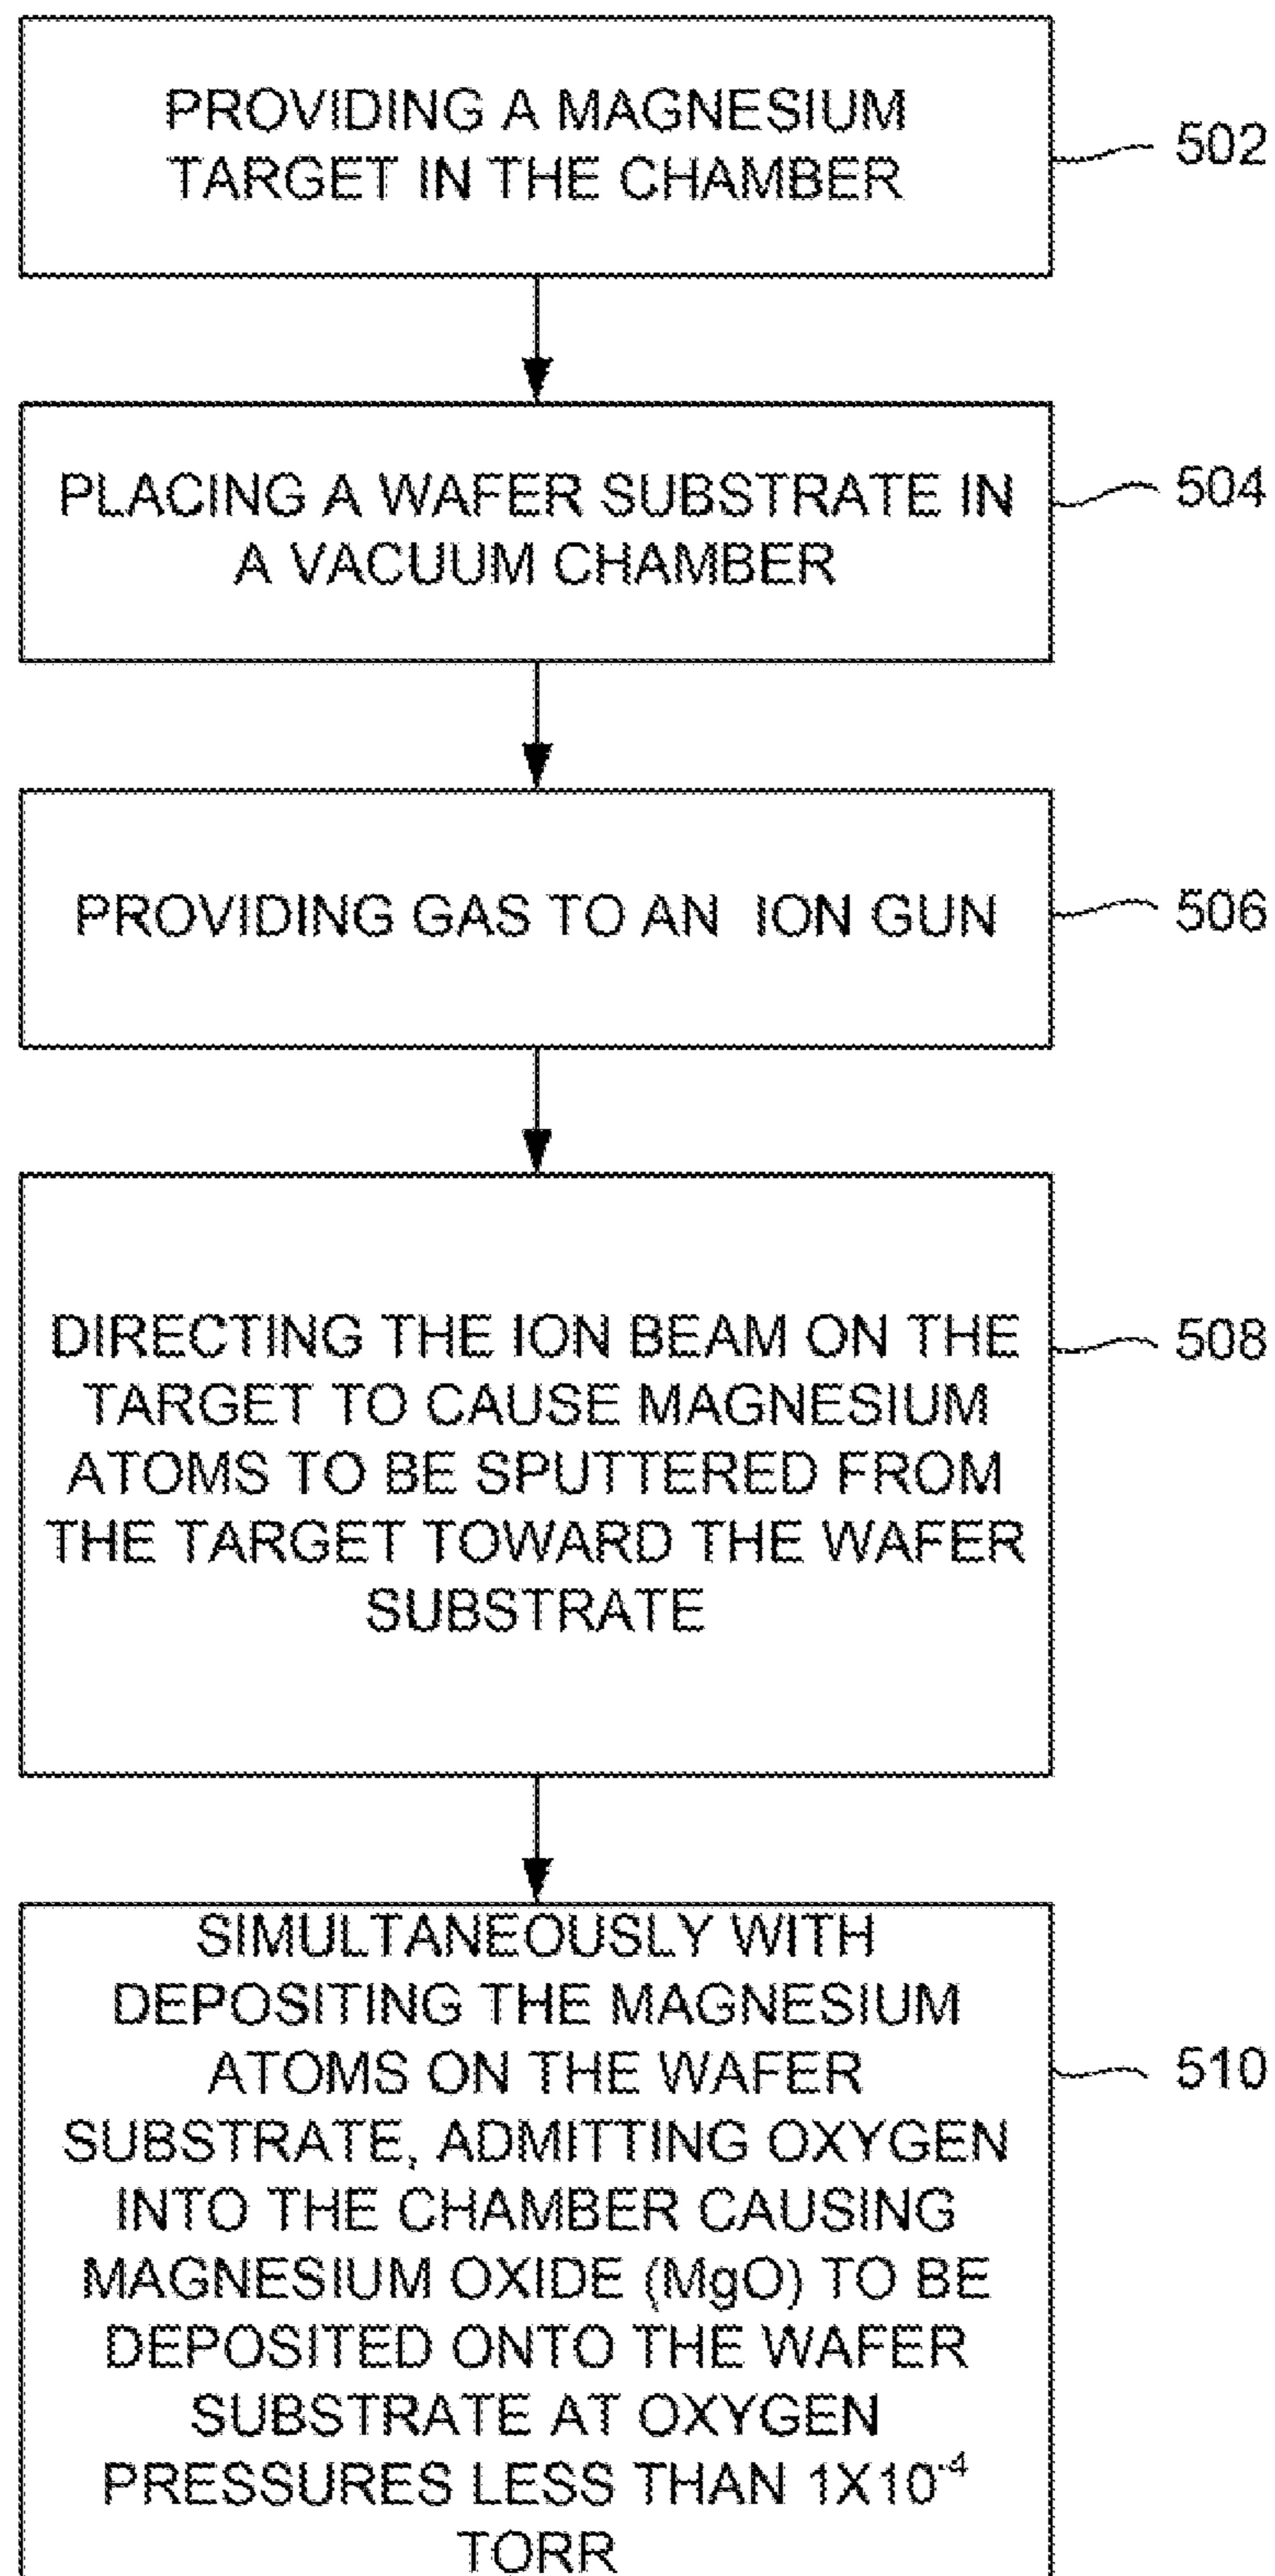 PROVIDING A MAGNESIUM
TARGET IN THE CHAMBER
502
PLACING A WAFER SUBSTRATE IN
A VACUUM CHAMBER
504
PROVIDING GAS TO AN ION GUN
506
DIRECTING THE ION BEAM ON THE
TARGET TO CAUSE MAGNESIUM
ATOMS TO BE SPUTTERED FROM
THE TARGET TOWARD THE WAFER
SUBSTRATE
508
SIMULTANEOUSLY WITH
DEPOSITING THE MAGNESIUM
ATOMS ON THE WAFER
SUBSTRATE, ADMITTING OXYGEN
INTO THE CHAMBER CAUSING
MAGNESIUM OXIDE (MgO) TO BE
DEPOSITED ONTO THE WAFER
SUBSTRATE AT OXYGEN
PRESSURES LESS THAN 1X10⁻⁴
TORR
510